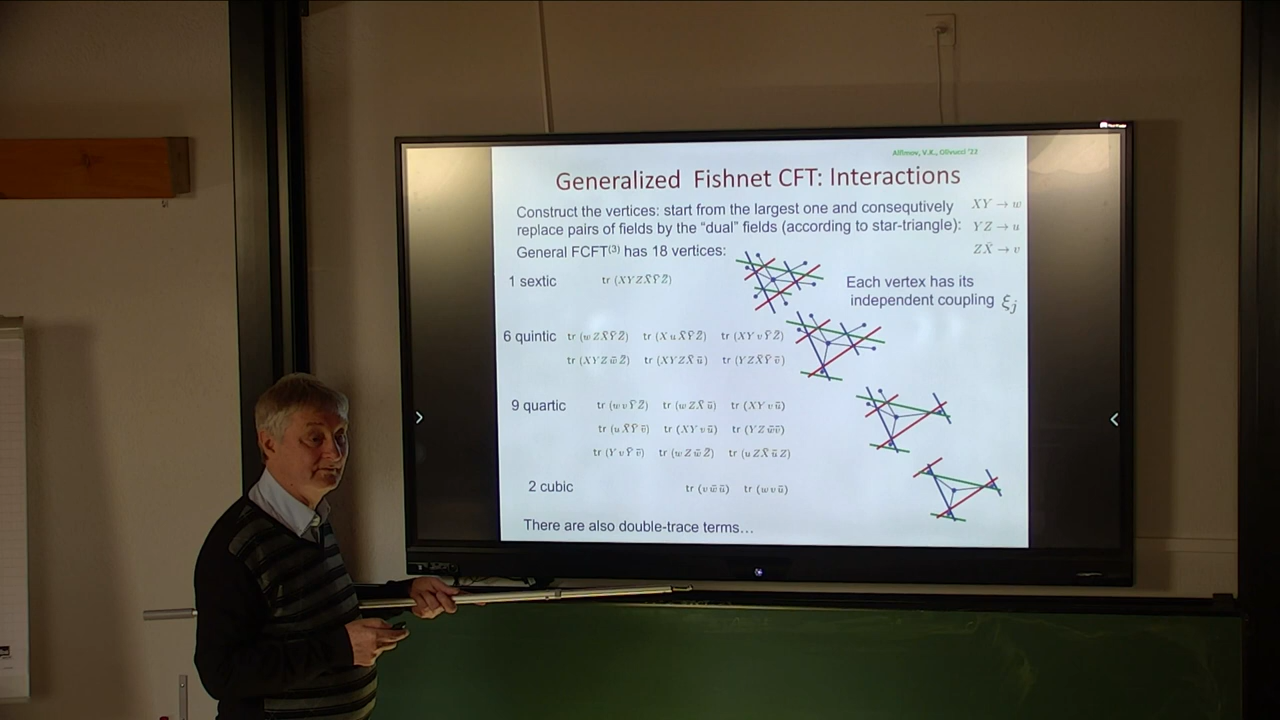 Alfimov, V.K., Olivucci '22
Generalized Fishnet CFT: Interactions
Construct the vertices: start from the largest one and consequtively
replace pairs of fields by the “dual” fields (according to star-triangle):
XY → w
YZ → u
ZX̄ → v
General FCFT⁽³⁾ has 18 vertices:
1 sextic tr (XYZX̄ȲZ̄)
Each vertex has its
independent coupling ξⱼ
6 quintic tr (wZX̄ȲZ̄) tr (XuX̄ȲZ̄) tr (XYvȲZ̄)
tr (XYZw̄Z̄) tr (XYZX̄ū) tr (YZX̄Ȳv̄)
9 quartic tr (wvȲZ̄) tr (wZX̄ū) tr (XYvū)
tr (uX̄Ȳv̄) tr (XYvū) tr (YZw̄v̄)
tr (YvȲv̄) tr (wZw̄Z̄) tr (uZX̄ūZ)
2 cubic tr (vw̄ū) tr (wvū)
There are also double-trace terms…